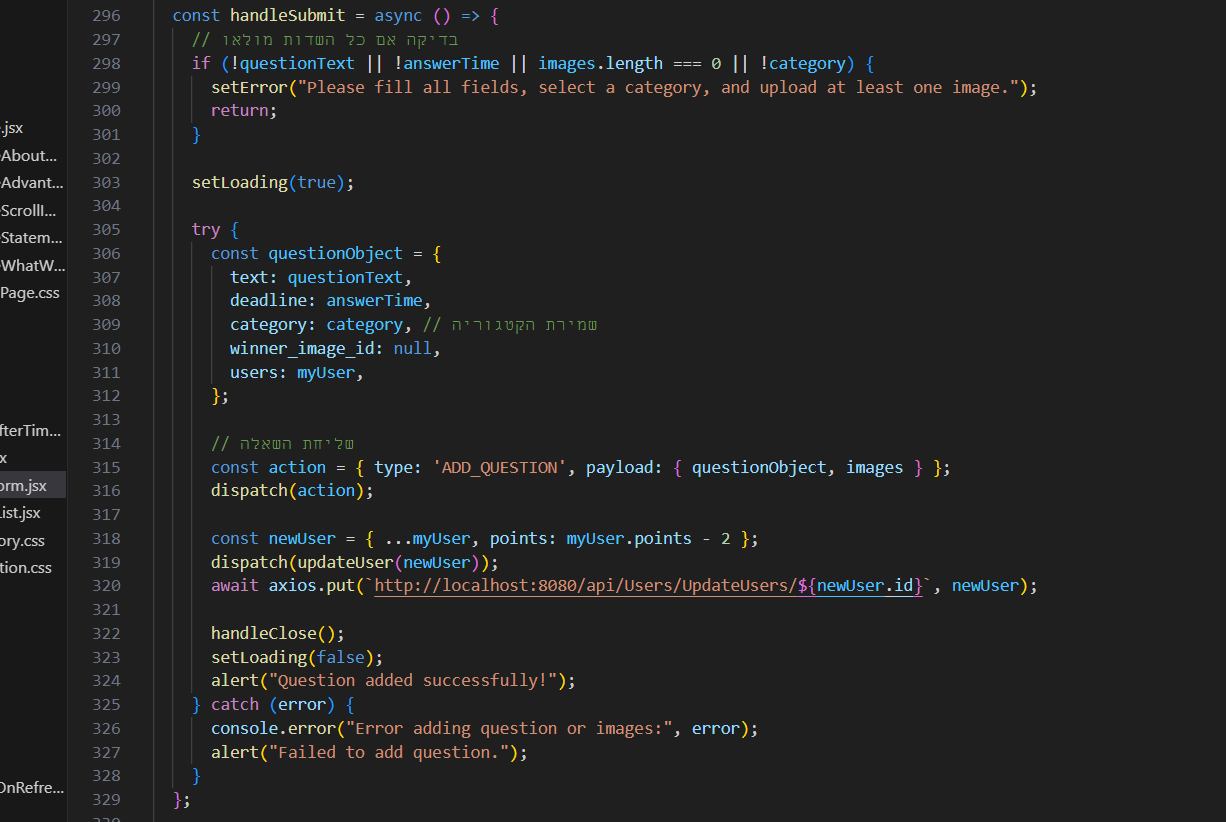 .jsx
About...
Advant...
ScrollI...
Statem...
WhatW...
Page.css
fterTim...
x
orm.jsx
ist.jsx
ory.css
tion.css
OnRefre...
296 const handleSubmit = async () => {
297 // בדיקה אם כל השדות מולאו
298 if (!questionText || !answerTime || images.length === 0 || !category) {
299 setError("Please fill all fields, select a category, and upload at least one image.");
300 return;
301 }
302
303 setLoading(true);
304
305 try {
306 const questionObject = {
307 text: questionText,
308 deadline: answerTime,
309 category: category, // שמירת הקטגוריה
310 winner_image_id: null,
311 users: myUser,
312 };
313
314 // שליחת השאלה
315 const action = { type: 'ADD_QUESTION', payload: { questionObject, images } };
316 dispatch(action);
317
318 const newUser = { ...myUser, points: myUser.points - 2 };
319 dispatch(updateUser(newUser));
320 await axios.put(`http://localhost:8080/api/Users/UpdateUsers/${newUser.id}`, newUser);
321
322 handleClose();
323 setLoading(false);
324 alert("Question added successfully!");
325 } catch (error) {
326 console.error("Error adding question or images:", error);
327 alert("Failed to add question.");
328 }
329 };